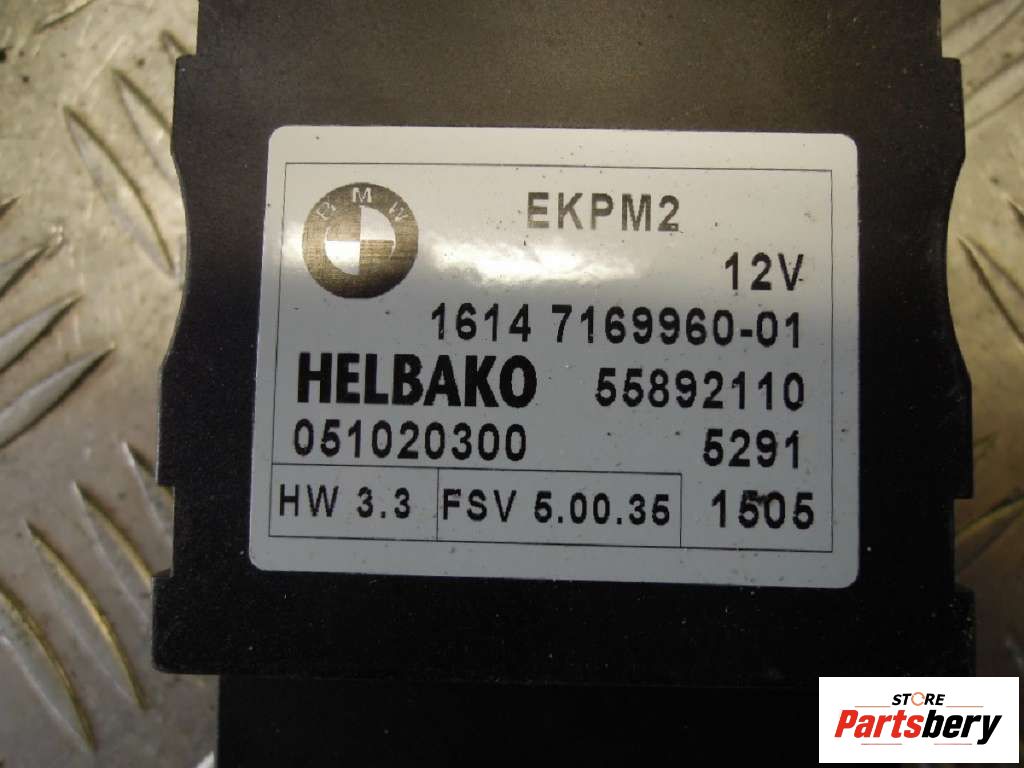 BMW
EKPM2
12V
1614 7169960-01
HELBAKO 55892110
051020300 5291
HW 3.3 FSV 5.00.35 1505
STORE
Partsbery